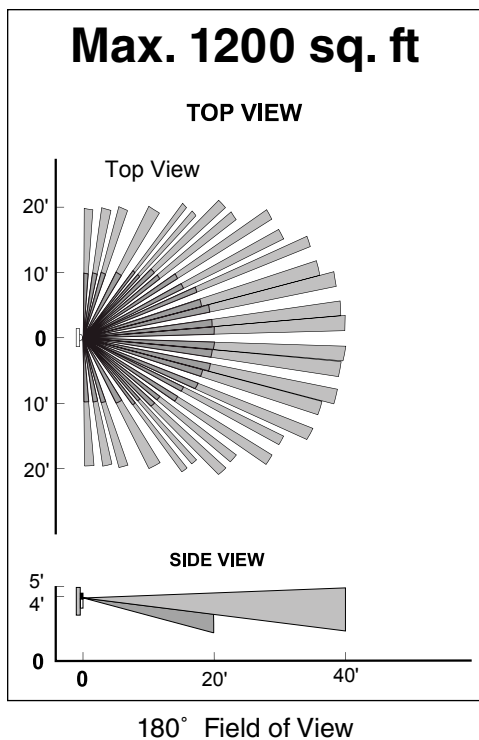 Max. 1200 sq. ft
TOP VIEW
Top View
20'
10'
0
10'
20'
SIDE VIEW
5'
4'
0
0 20' 40'
180° Field of View